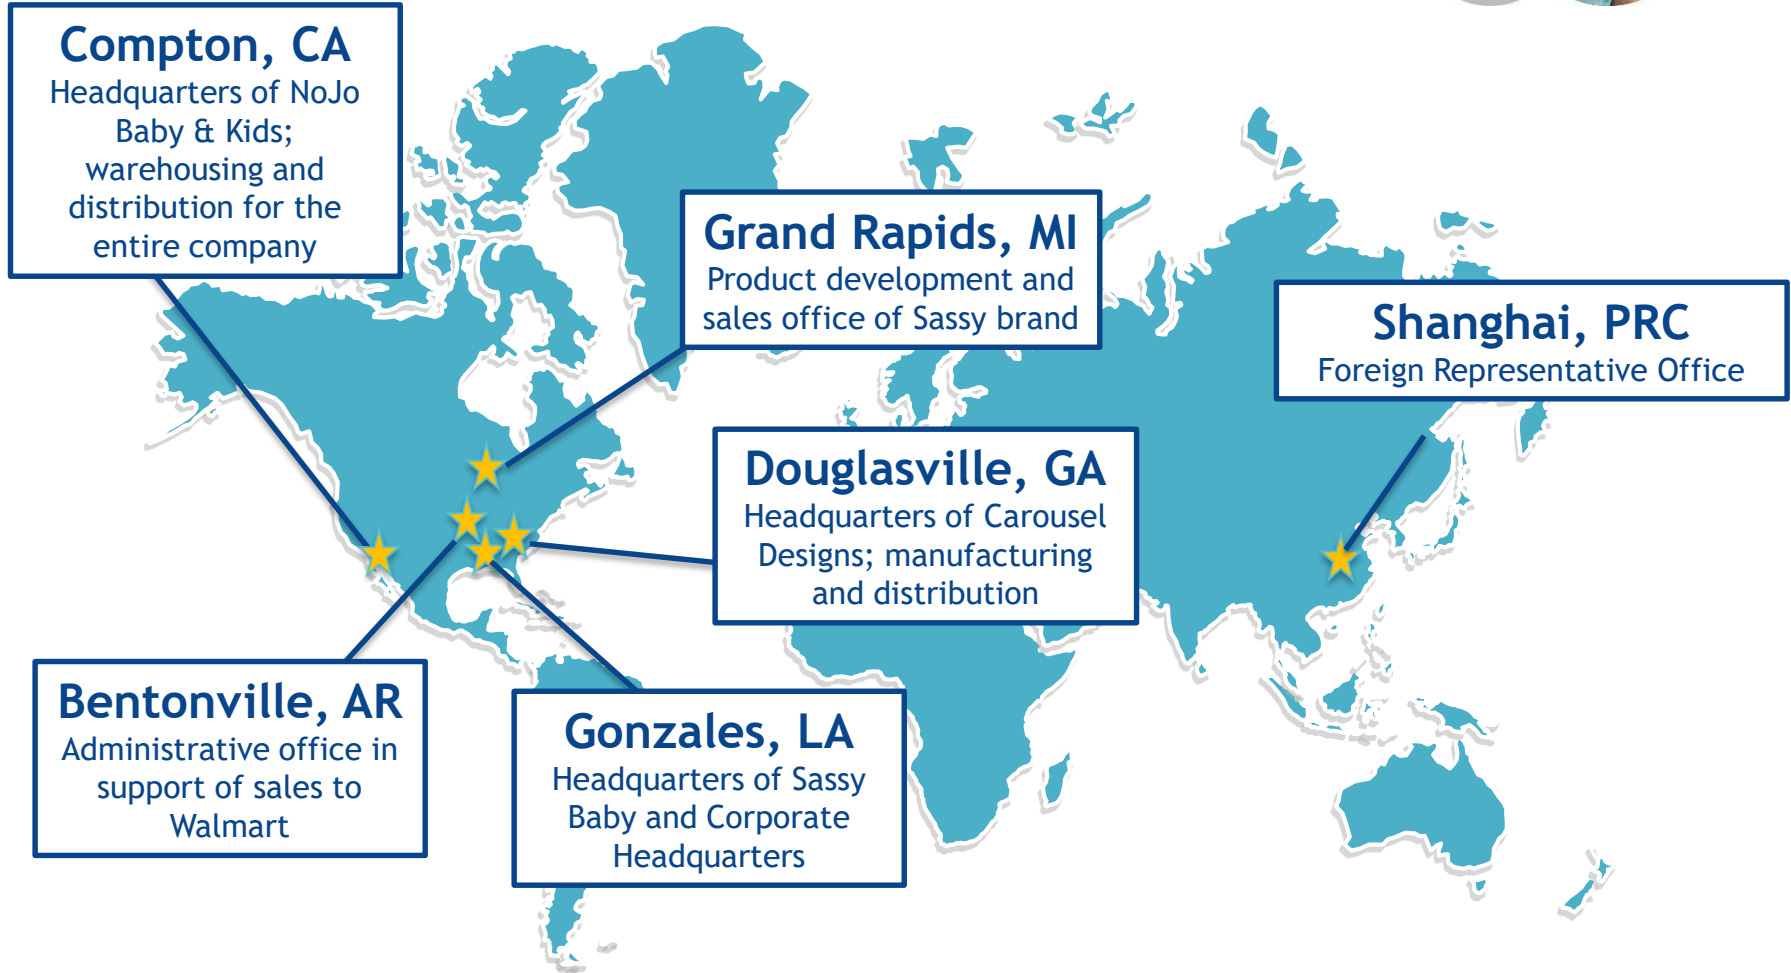 Compton, CA
Headquarters of NoJo
Baby & Kids;
warehousing and
distribution for the
entire company
Grand Rapids, MI
Product development and
sales office of Sassy brand
Shanghai, PRC
Foreign Representative Office
Douglasville, GA
Headquarters of Carousel
Designs; manufacturing
and distribution
Bentonville, AR
Administrative office in
support of sales to
Walmart
Gonzales, LA
Headquarters of Sassy
Baby and Corporate
Headquarters